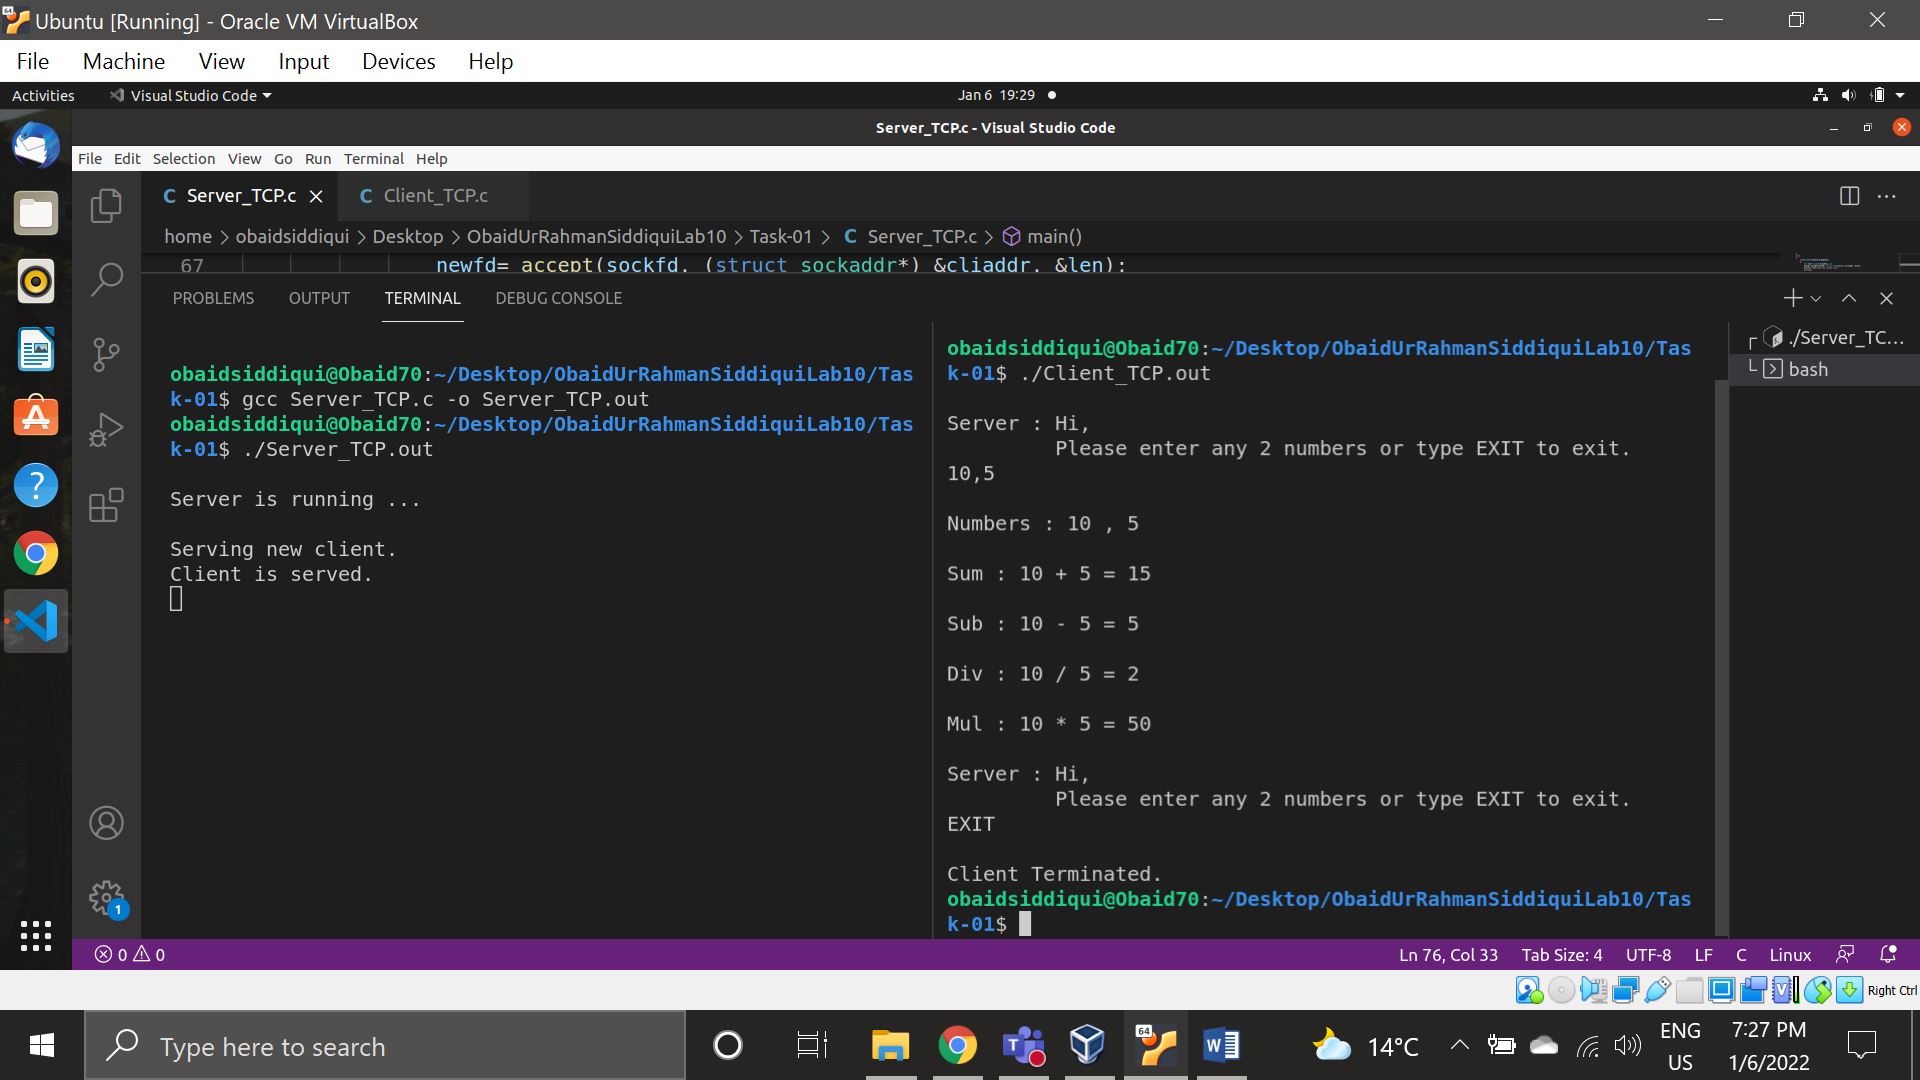 Ubuntu [Running] - Oracle VM VirtualBox
File Machine View Input Devices Help
Activities Visual Studio Code Jan 6 19:29
Server_TCP.c - Visual Studio Code
File Edit Selection View Go Run Terminal Help
C Server_TCP.c C Client_TCP.c
home > obaidsiddiqui > Desktop > ObaidUrRahmanSiddiquiLab10 > Task-01 > C Server_TCP.c > main()
67 newfd= accept(sockfd, (struct sockaddr*) &cliaddr, &len);
PROBLEMS OUTPUT TERMINAL DEBUG CONSOLE
obaidsiddiqui@Obaid70:~/Desktop/ObaidUrRahmanSiddiquiLab10/Tas
k-01$ gcc Server_TCP.c -o Server_TCP.out
obaidsiddiqui@Obaid70:~/Desktop/ObaidUrRahmanSiddiquiLab10/Tas
k-01$ ./Server_TCP.out
Server is running ...
Serving new client.
Client is served.
obaidsiddiqui@Obaid70:~/Desktop/ObaidUrRahmanSiddiquiLab10/Tas
k-01$ ./Client_TCP.out
Server : Hi,
Please enter any 2 numbers or type EXIT to exit.
10,5
Numbers : 10 , 5
Sum : 10 + 5 = 15
Sub : 10 - 5 = 5
Div : 10 / 5 = 2
Mul : 10 * 5 = 50
Server : Hi,
Please enter any 2 numbers or type EXIT to exit.
EXIT
Client Terminated.
obaidsiddiqui@Obaid70:~/Desktop/ObaidUrRahmanSiddiquiLab10/Tas
k-01$
./Server_TC...
bash
1
0 0 Ln 76, Col 33 Tab Size: 4 UTF-8 LF C Linux
Right Ctrl
Type here to search
64
W
14°C
ENG
US
7:27 PM
1/6/2022